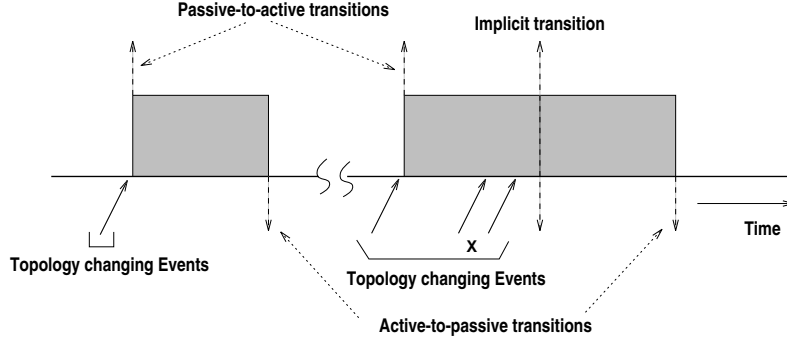 Passive-to-active transitions
Implicit transition
Time
X
Topology changing Events
Topology changing Events
Active-to-passive transitions